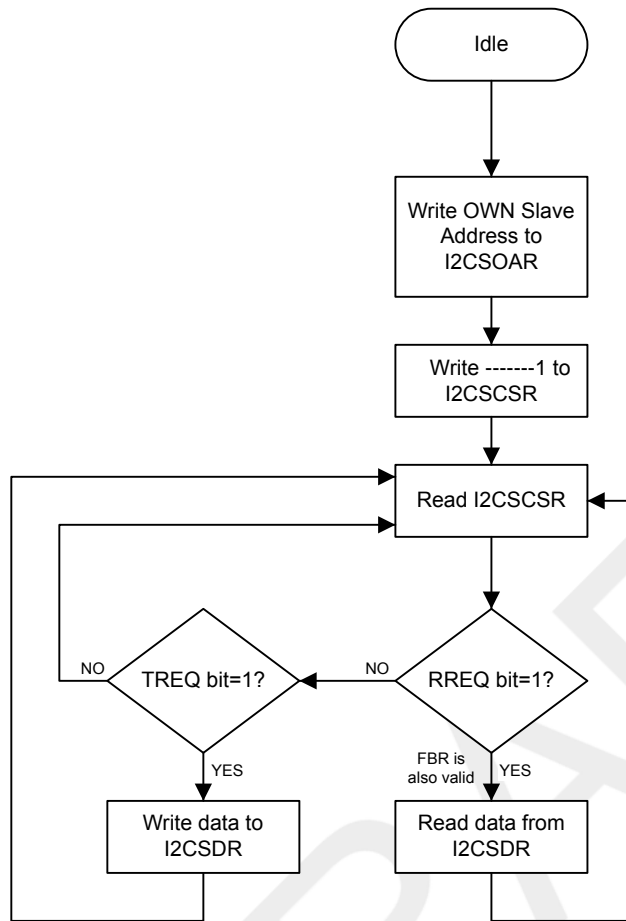 Idle
Write OWN Slave
Address to
I2CSOAR
Write -------1 to
I2CSCSR
Read I2CSCSR
NO
TREQ bit=1?
NO
RREQ bit=1?
YES
FBR is
also valid
YES
Write data to
I2CSDR
Read data from
I2CSDR